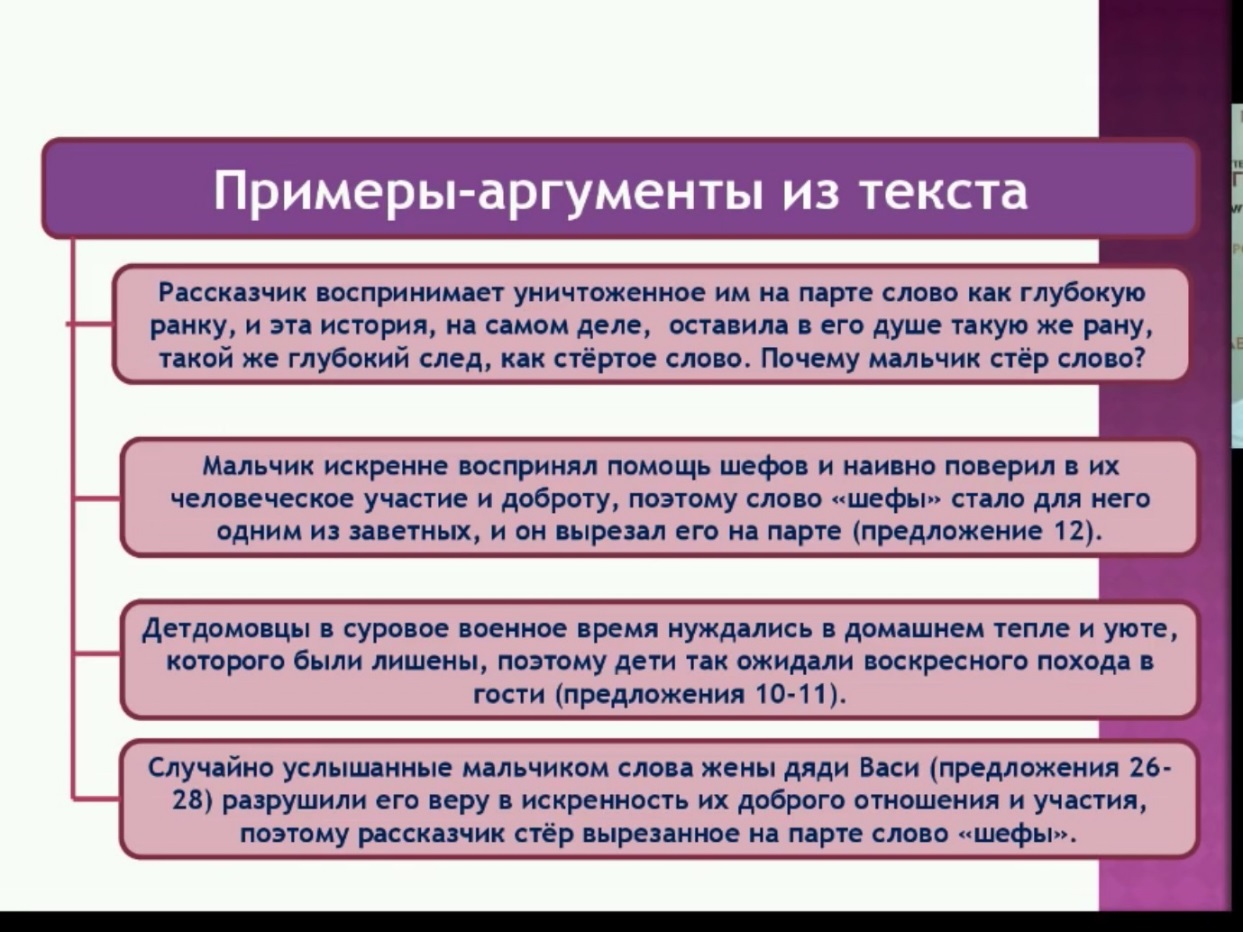 Примеры-аргументы из текста
Рассказчик воспринимает уничтоженное им на парте слово как глубокую
ранку, и эта история, на самом деле, оставила в его душе такую же рану,
такой же глубокий след, как стёртое слово. Почему мальчик стёр слово?
Мальчик искренне воспринял помощь шефов и наивно поверил в их
человеческое участие и доброту, поэтому слово «шефы» стало для него
одним из заветных, и он вырезал его на парте (предложение 12).
Детдомовцы в суровое военное время нуждались в домашнем тепле и уюте,
которого были лишены, поэтому дети так ожидали воскресного похода в
гости (предложения 10-11).
Случайно услышанные мальчиком слова жены дяди Васи (предложения 26-
28) разрушили его веру в искренность их доброго отношения и участия,
поэтому рассказчик стёр вырезанное на парте слово «шефы».